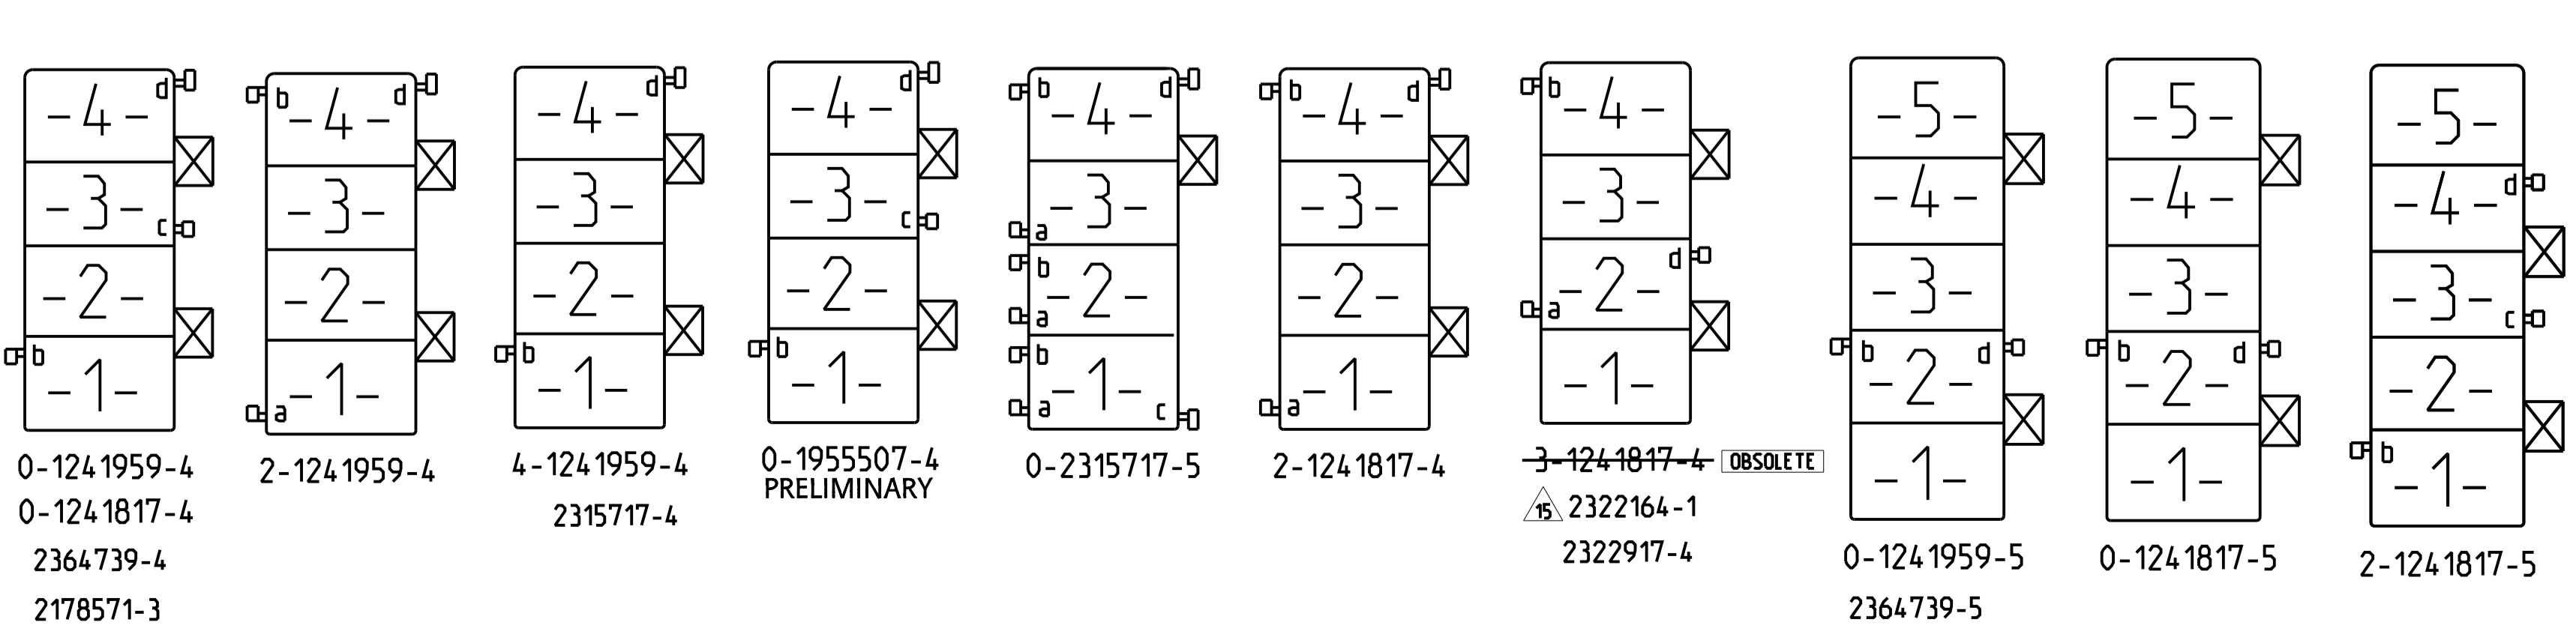 -4- d
-3- c
-2-
b -1-
0-1241959-4
0-1241817-4
2364739-4
2178571-3
b -4- d
-3-
-2-
a -1-
2-1241959-4
-4- d
-3-
-2-
b -1-
4-1241959-4
2315717-4
-4- d
-3- c
-2-
b -1-
0-1955507-4
PRELIMINARY
b -4- d
-3-
a
b
-2-
a
b
-1-
a c
0-2315717-5
b -4- d
-3-
-2-
a -1-
2-1241817-4
b -4-
-3-
-2- d
a
-1-
3-1241817-4 OBSOLETE
15 2322164-1
2322917-4
-5-
-4-
-3-
b -2- d
-1-
0-1241959-5
2364739-5
-5-
-4-
-3-
b -2- d
-1-
0-1241817-5
-5-
-4- d
-3- c
-2-
b -1-
2-1241817-5